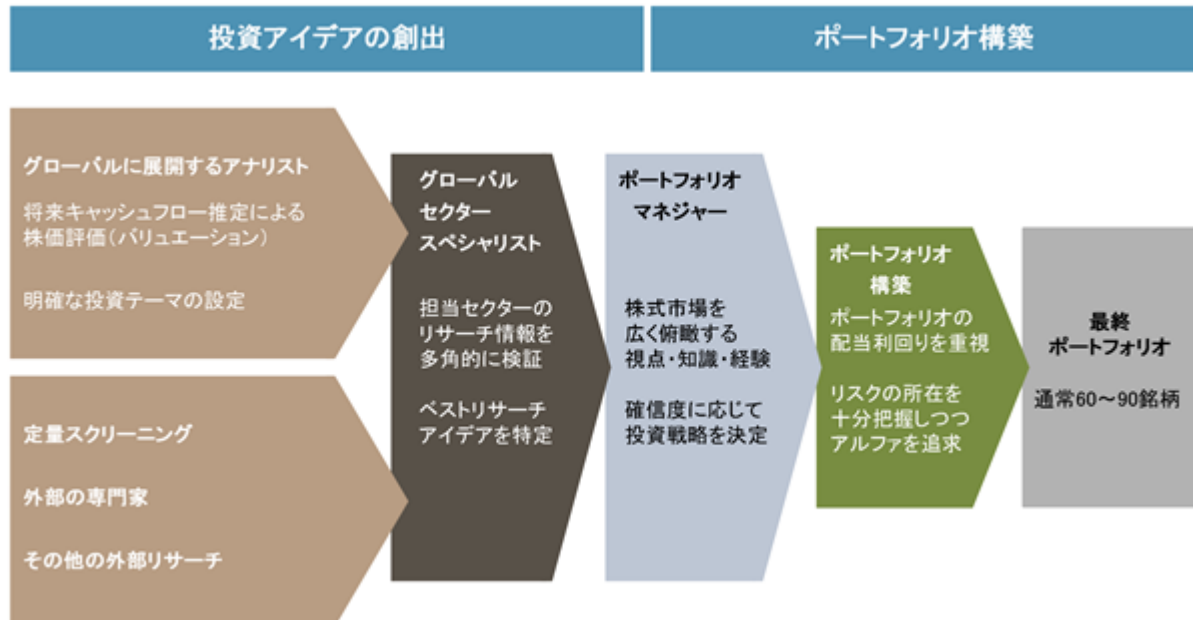 投資アイデアの創出
ポートフォリオ構築
グローバルに展開するアナリスト
将来キャッシュフロー推定による
株価評価(バリュエーション)
明確な投資テーマの設定
定量スクリーニング
外部の専門家
その他の外部リサーチ
グローバル
セクター
スペシャリスト
担当セクターの
リサーチ情報を
多角的に検証
ベストリサーチ
アイデアを特定
ポートフォリオ
マネジャー
株式市場を
広く俯瞰する
視点・知識・経験
確信度に応じて
投資戦略を決定
ポートフォリオ
構築
ポートフォリオの
配当利回りを重視
リスクの所在を
十分把握しつつ
アルファを追求
最終
ポートフォリオ
通常60~90銘柄